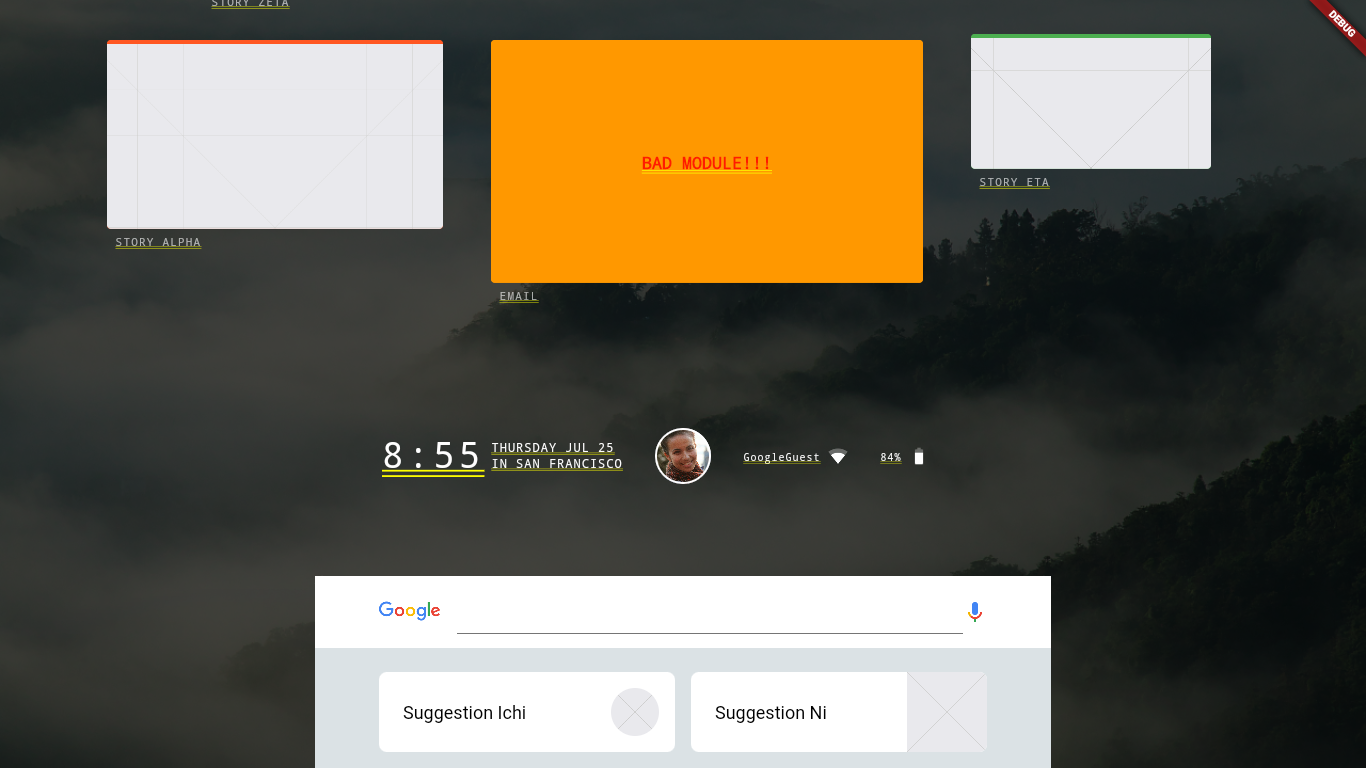 STORY ZETA
DEBUG
BAD MODULE!!!
STORY ETA
STORY ALPHA
EMAIL
8:55
THURSDAY JUL 25
IN SAN FRANCISCO
GoogleGuest
84%
Google
Suggestion Ichi
Suggestion Ni